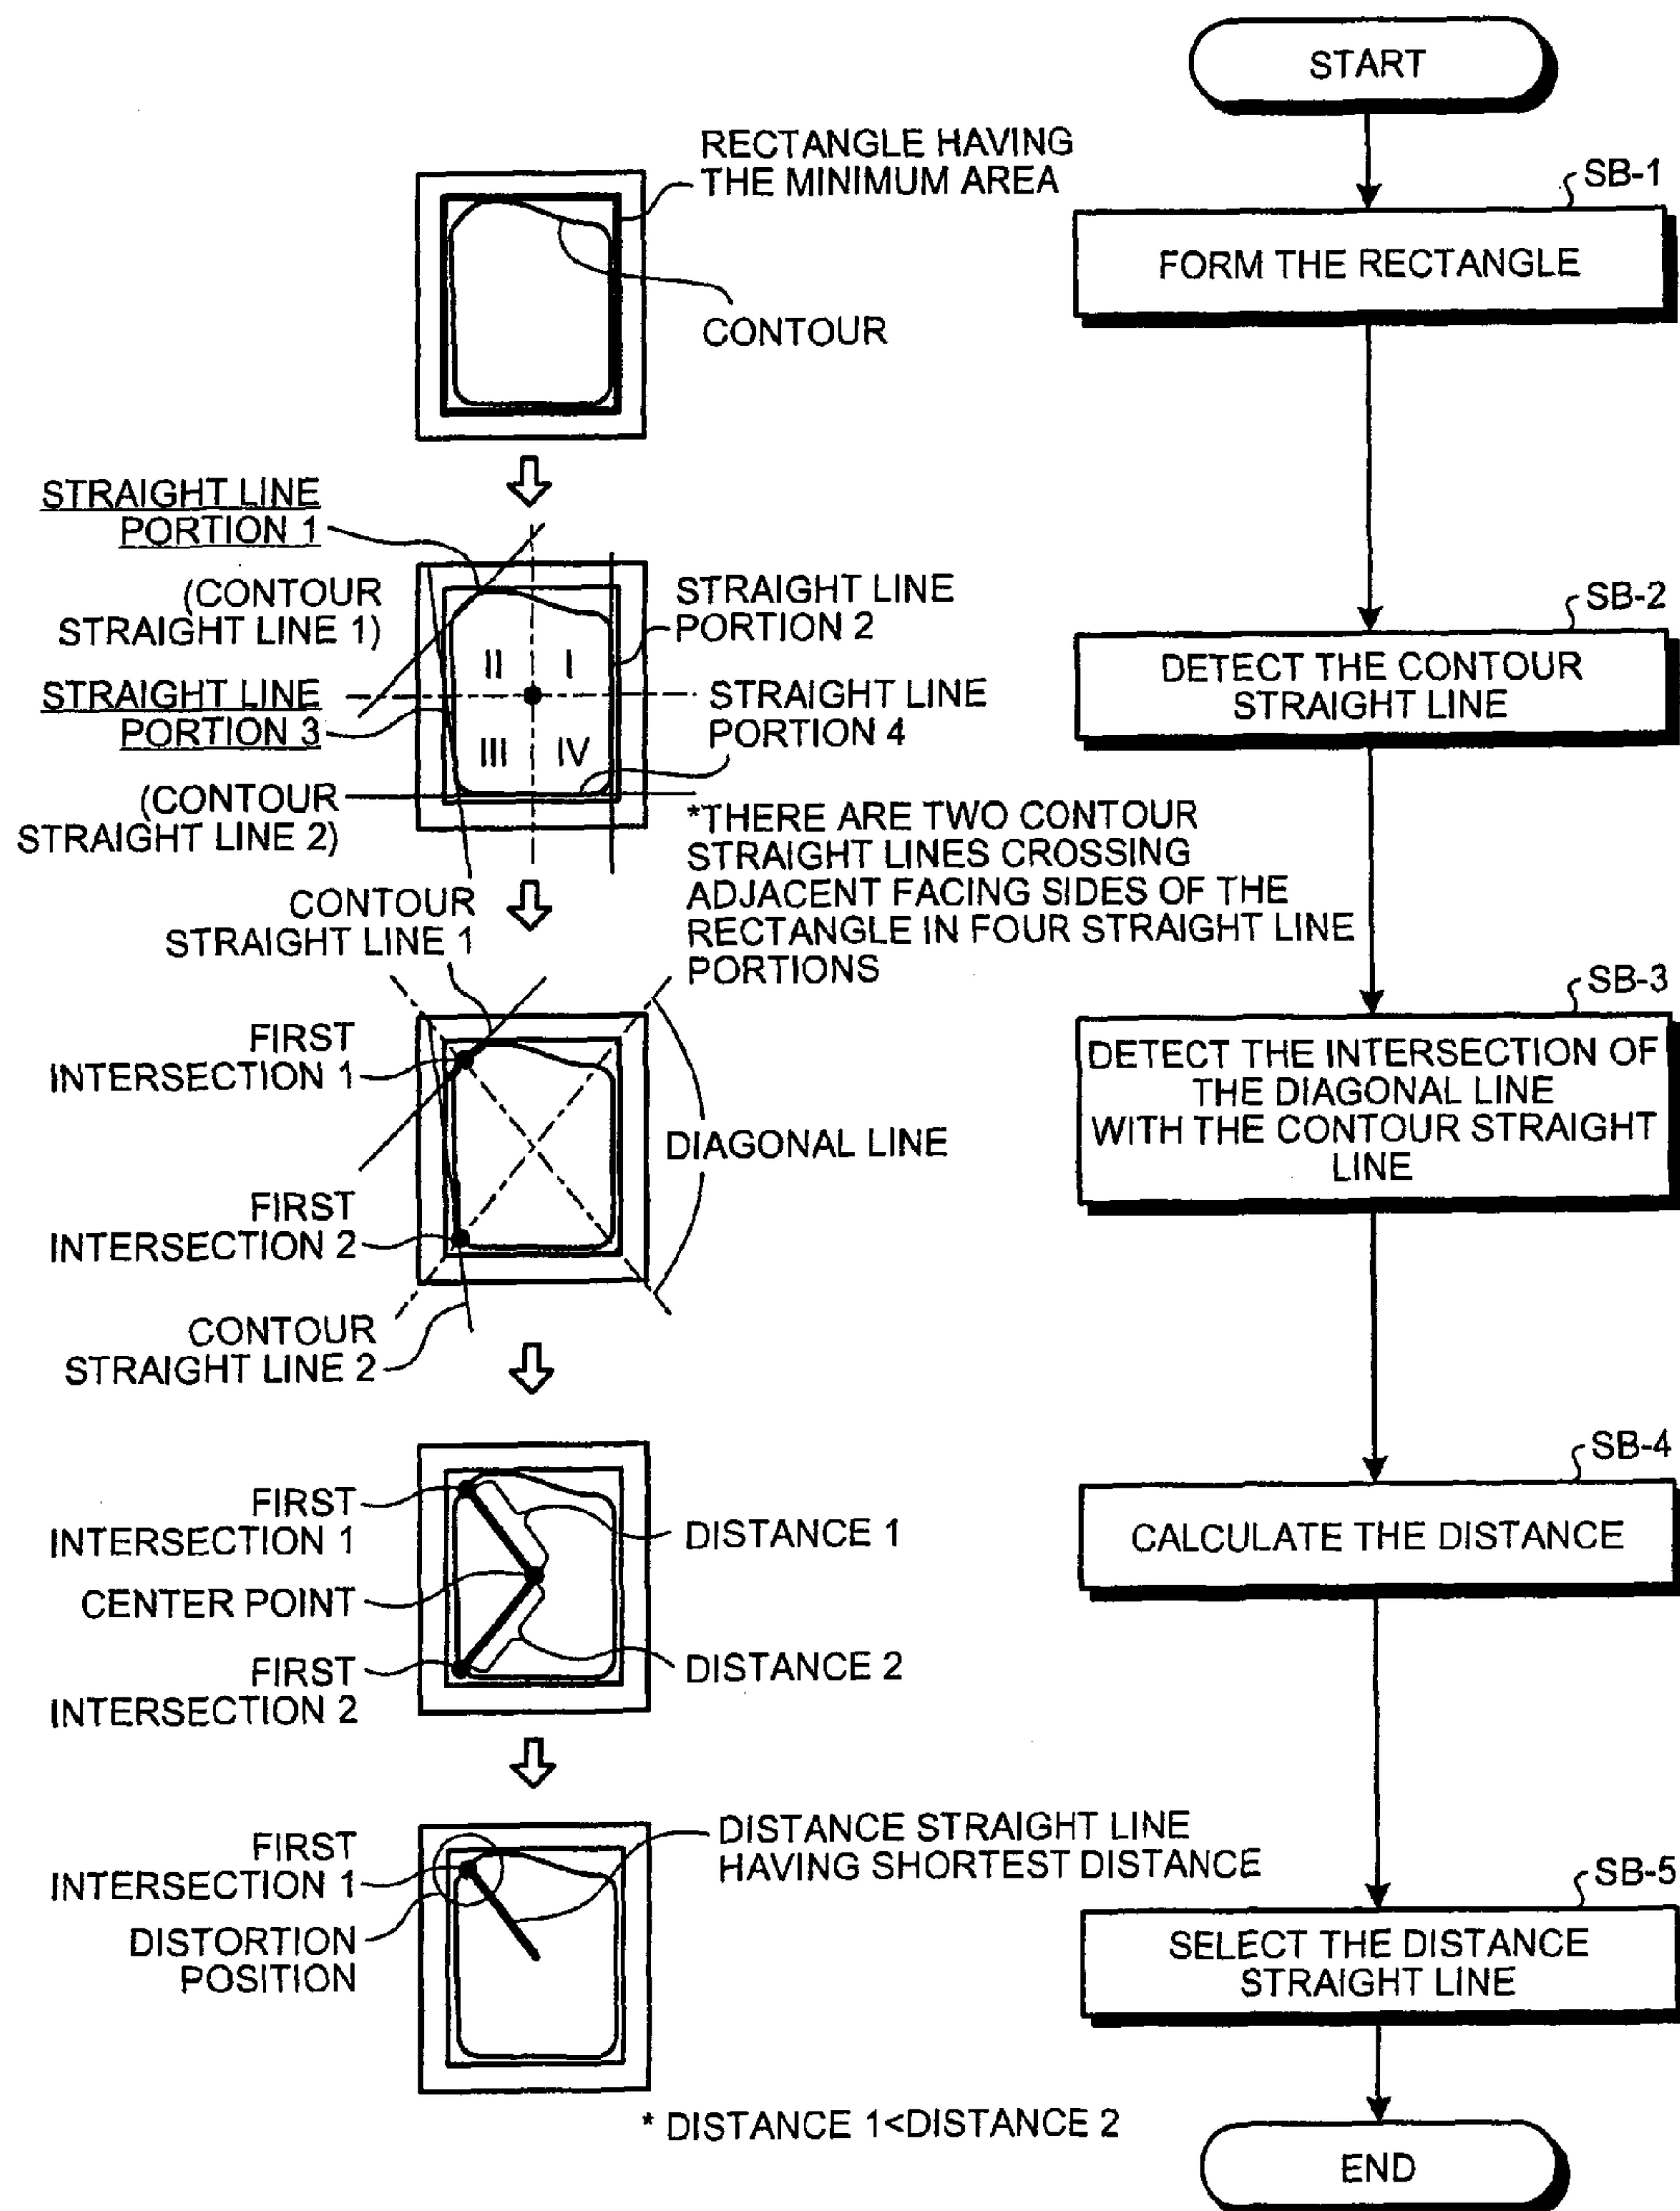 START
SB-1
FORM THE RECTANGLE
RECTANGLE HAVING
THE MINIMUM AREA
CONTOUR
STRAIGHT LINE
PORTION 1
(CONTOUR
STRAIGHT LINE 1)
STRAIGHT LINE
PORTION 3
(CONTOUR
STRAIGHT LINE 2)
II
I
III
IV
STRAIGHT LINE
PORTION 2
STRAIGHT LINE
PORTION 4
*THERE ARE TWO CONTOUR
STRAIGHT LINES CROSSING
ADJACENT FACING SIDES OF THE
RECTANGLE IN FOUR STRAIGHT LINE
PORTIONS
SB-2
DETECT THE CONTOUR
STRAIGHT LINE
CONTOUR
STRAIGHT LINE 1
FIRST
INTERSECTION 1
FIRST
INTERSECTION 2
CONTOUR
STRAIGHT LINE 2
DIAGONAL LINE
SB-3
DETECT THE INTERSECTION OF
THE DIAGONAL LINE
WITH THE CONTOUR STRAIGHT
LINE
FIRST
INTERSECTION 1
CENTER POINT
FIRST
INTERSECTION 2
DISTANCE 1
DISTANCE 2
SB-4
CALCULATE THE DISTANCE
FIRST
INTERSECTION 1
DISTORTION
POSITION
DISTANCE STRAIGHT LINE
HAVING SHORTEST DISTANCE
* DISTANCE 1<DISTANCE 2
SB-5
SELECT THE DISTANCE
STRAIGHT LINE
END